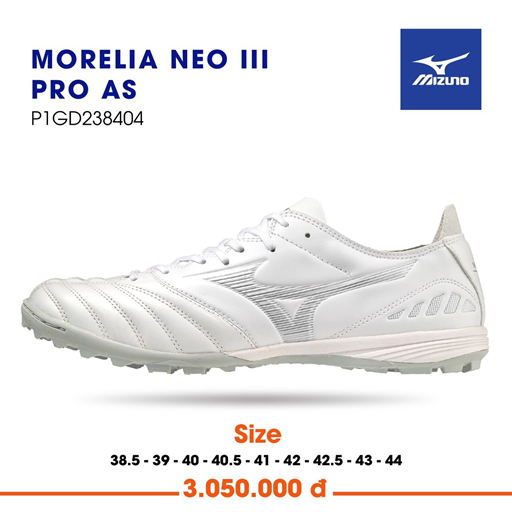 MORELIA NEO III
PRO AS
P1GD238404
MIZUNO
Size
38.5 - 39 - 40 - 40.5 - 41 - 42 - 42.5 - 43 - 44
3.050.000 đ